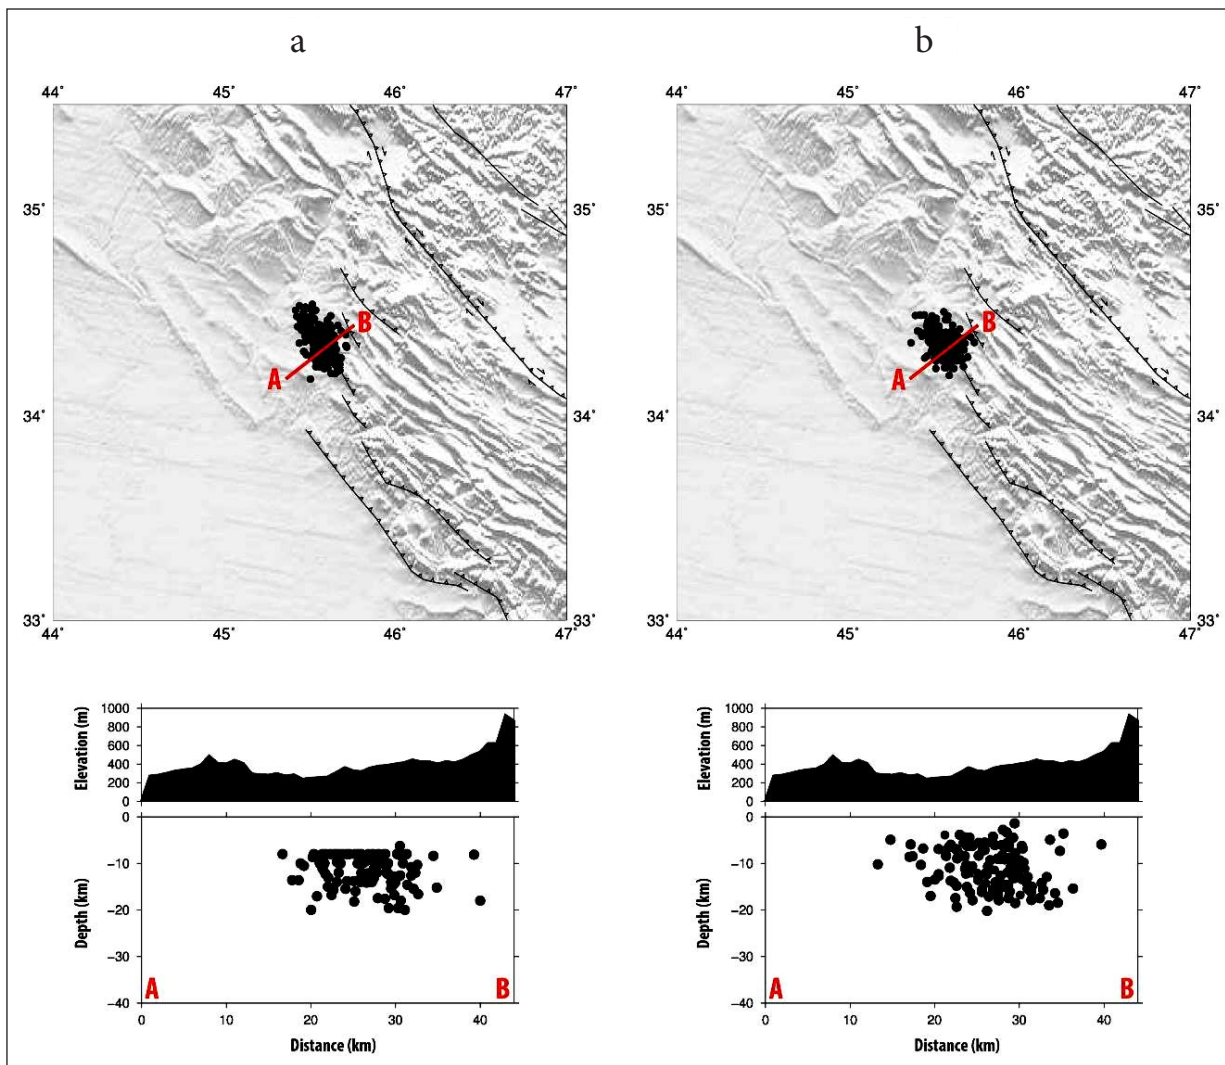 a b
44˚ 45˚ 46˚ 47˚ 44˚ 45˚ 46˚ 47˚
35˚ 35˚ 35˚ 35˚
B B
A A
34˚ 34˚ 34˚ 34˚
33˚ 33˚ 33˚ 33˚
44˚ 45˚ 46˚ 47˚ 44˚ 45˚ 46˚ 47˚
Elevation (m)
1000
800
600
400
200
0
Depth (km)
0
−10
−20
−30
−40
A B
0 10 20 30 40
Distance (km)
Elevation (m)
1000
800
600
400
200
0
Depth (km)
0
−10
−20
−30
−40
A B
0 10 20 30 40
Distance (km)